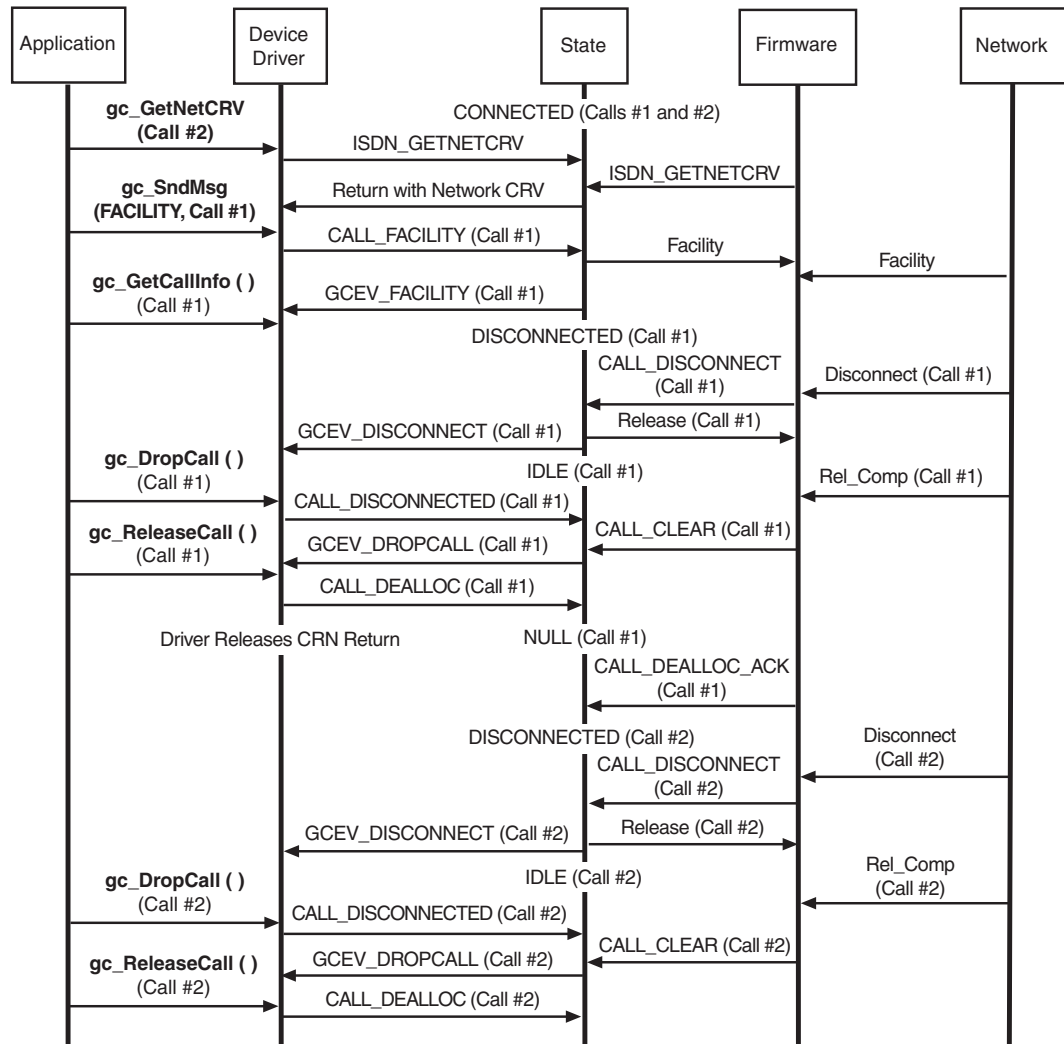 Application
Device
Driver
State
Firmware
Network
gc_GetNetCRV
(Call #2)
CONNECTED (Calls #1 and #2)
ISDN_GETNETCRV
ISDN_GETNETCRV
gc_SndMsg
(FACILITY, Call #1)
Return with Network CRV
CALL_FACILITY (Call #1)
Facility
Facility
gc_GetCallInfo ( )
(Call #1)
GCEV_FACILITY (Call #1)
DISCONNECTED (Call #1)
CALL_DISCONNECT
(Call #1)
Disconnect (Call #1)
Release (Call #1)
GCEV_DISCONNECT (Call #1)
gc_DropCall ( )
(Call #1)
IDLE (Call #1)
Rel_Comp (Call #1)
CALL_DISCONNECTED (Call #1)
gc_ReleaseCall ( )
(Call #1)
CALL_CLEAR (Call #1)
GCEV_DROPCALL (Call #1)
CALL_DEALLOC (Call #1)
Driver Releases CRN Return
NULL (Call #1)
CALL_DEALLOC_ACK
(Call #1)
DISCONNECTED (Call #2)
Disconnect
(Call #2)
CALL_DISCONNECT
(Call #2)
GCEV_DISCONNECT (Call #2)
Release (Call #2)
gc_DropCall ( )
(Call #2)
IDLE (Call #2)
Rel_Comp
(Call #2)
CALL_DISCONNECTED (Call #2)
gc_ReleaseCall ( )
(Call #2)
CALL_CLEAR (Call #2)
GCEV_DROPCALL (Call #2)
CALL_DEALLOC (Call #2)